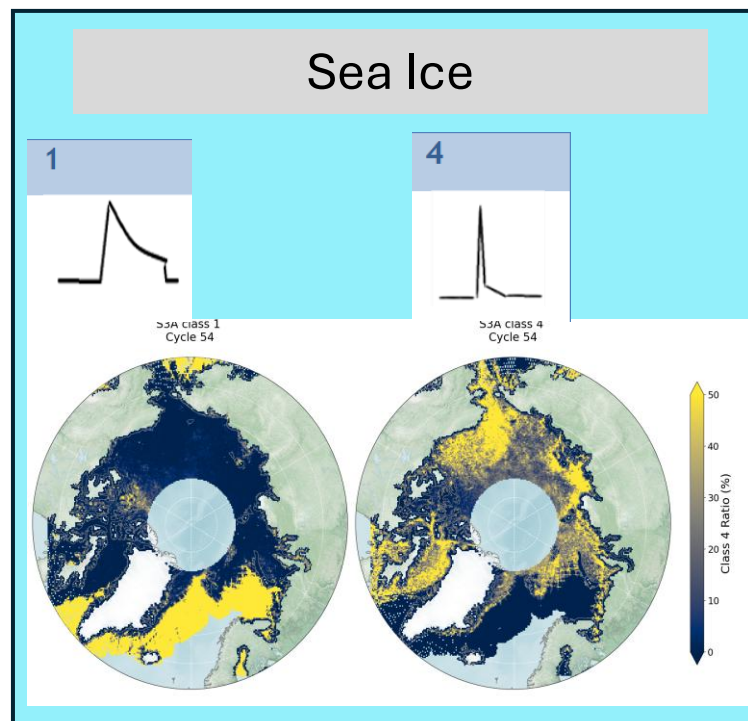 Sea Ice
1
4
S3A class 1
Cycle 54
S3A class 4
Cycle 54
50
40
30
20
10
0
Class 4 Ratio (%)